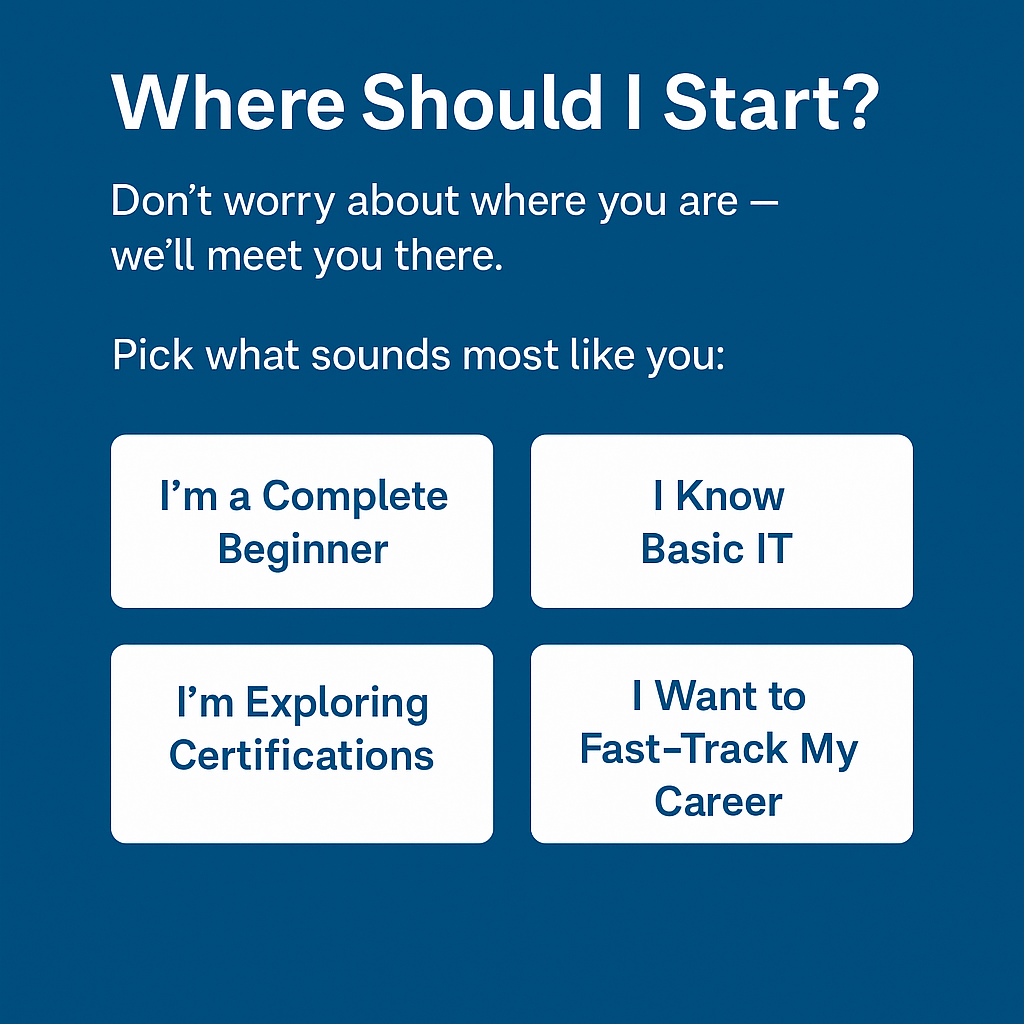 Where Should I Start?
Don’t worry about where you are —
we’ll meet you there.
Pick what sounds most like you:
I’m a Complete
Beginner
I Know
Basic IT
I’m Exploring
Certifications
I Want to
Fast–Track My
Career